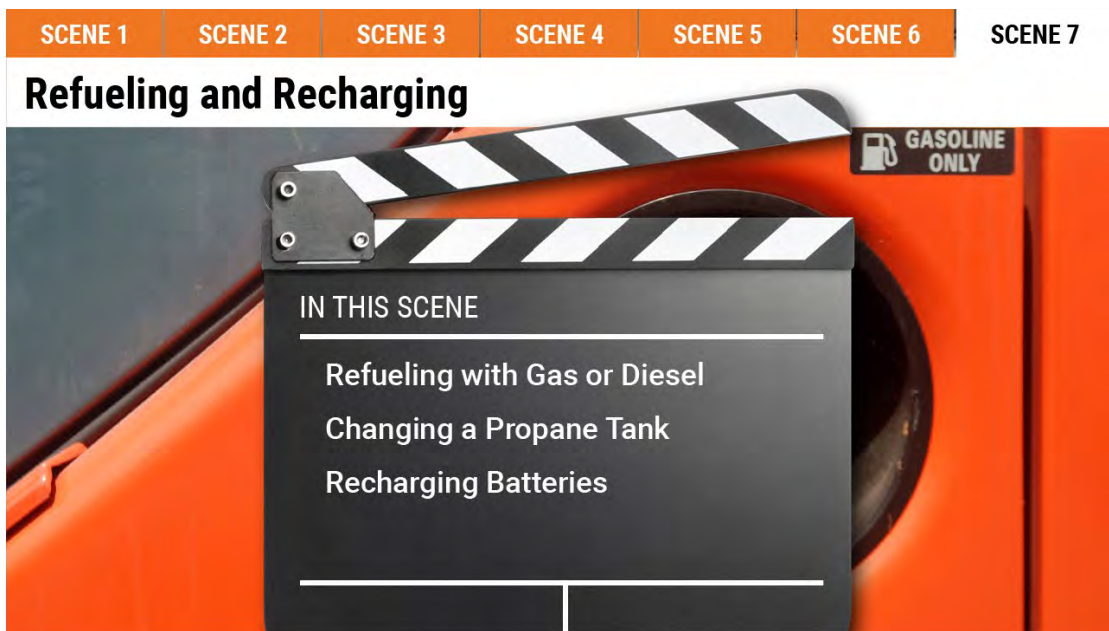 SCENE 1 SCENE 2 SCENE 3 SCENE 4 SCENE 5 SCENE 6 SCENE 7
Refueling and Recharging
GASOLINE
ONLY
IN THIS SCENE
Refueling with Gas or Diesel
Changing a Propane Tank
Recharging Batteries